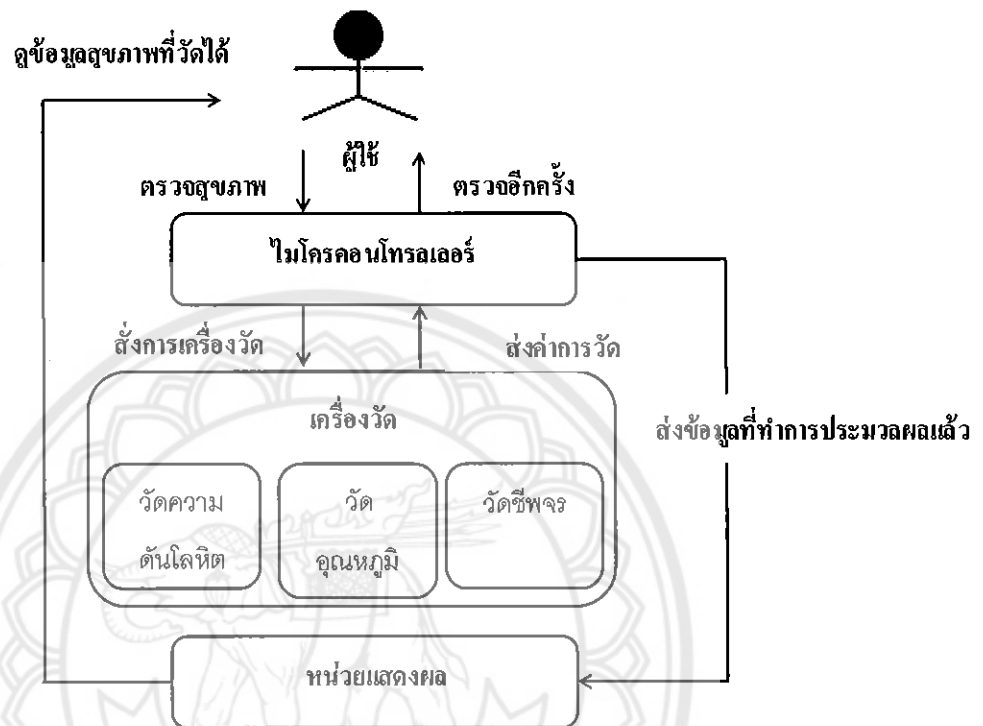 ดูข้อมูลสุขภาพที่วัดได้
ผู้ใช้
ตรวจสุขภาพ
ตรวจอีกครั้ง
ไมโครคอนโทรลเลอร์
สั่งการเครื่องวัด
ส่งค่าการวัด
เครื่องวัด
ส่งข้อมูลที่ทำการประมวลผลแล้ว
วัดความ
ดันโลหิต
วัด
อุณหภูมิ
วัดชีพจร
หน่วยแสดงผล